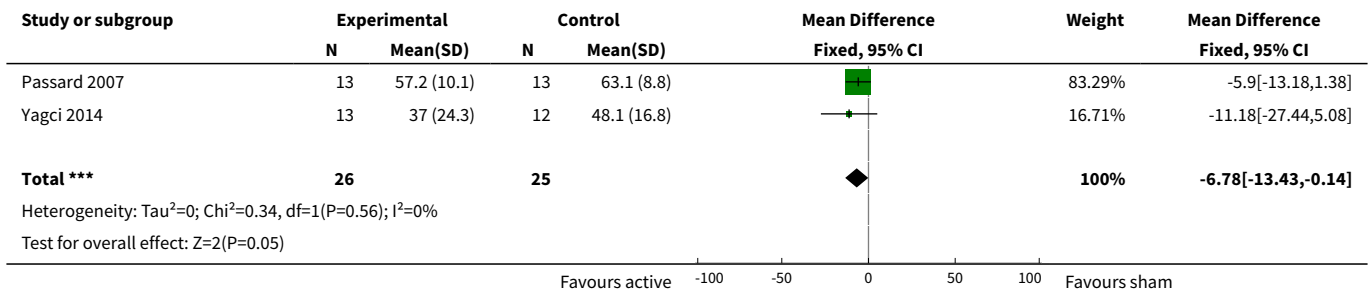 Study or subgroup Experimental Control Mean Difference Weight Mean Difference
N Mean(SD) N Mean(SD) Fixed, 95% CI Fixed, 95% CI
Passard 2007 13 57.2 (10.1) 13 63.1 (8.8) 83.29% -5.9[-13.18,1.38]
Yagci 2014 13 37 (24.3) 12 48.1 (16.8) 16.71% -11.18[-27.44,5.08]
Total *** 26 25 100% -6.78[-13.43,-0.14]
Heterogeneity: Tau²=0; Chi²=0.34, df=1(P=0.56); I²=0%
Test for overall effect: Z=2(P=0.05)
Favours active -100 -50 0 50 100 Favours sham